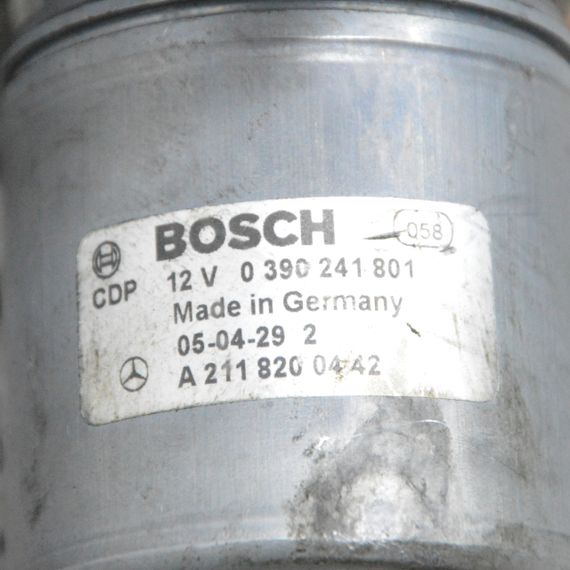 BOSCH 058
CDP 12 V 0 390 241 801
Made in Germany
05-04-29 2
A 211 820 04 42